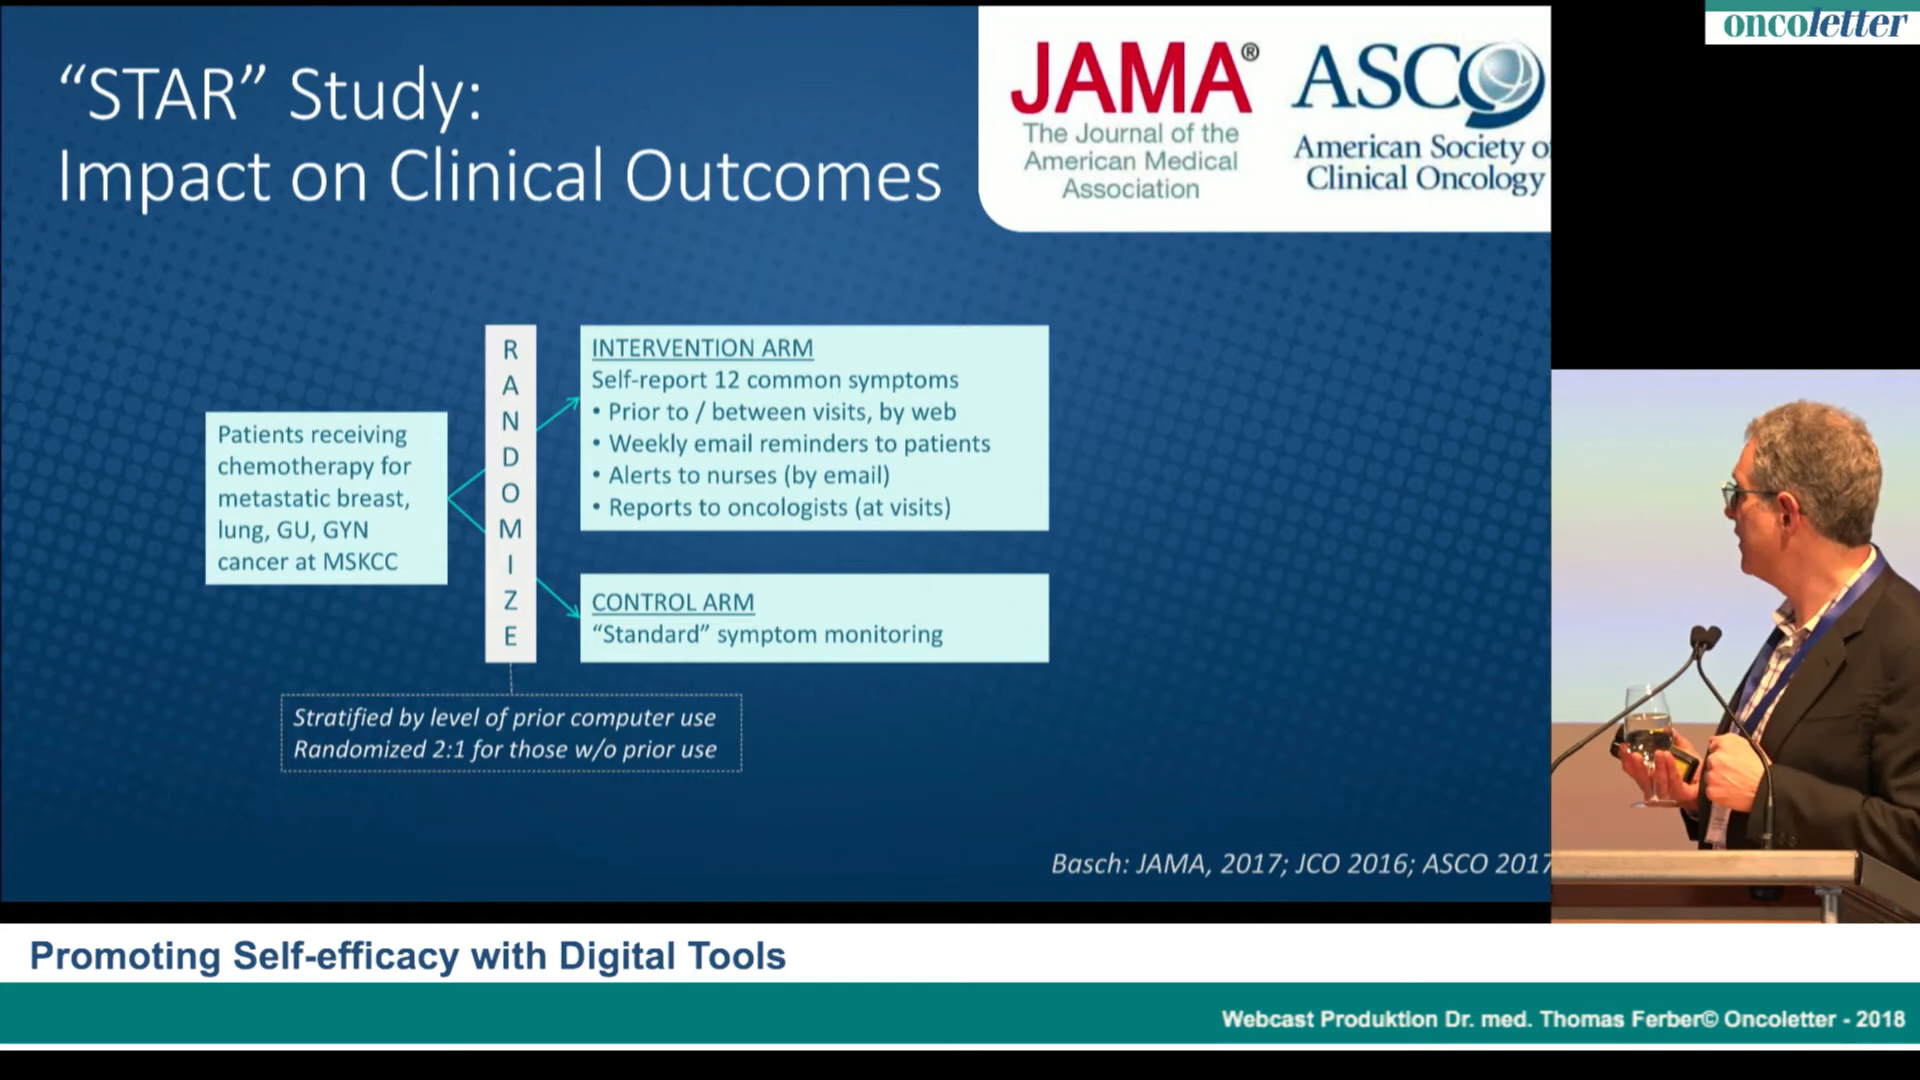 oncoletter
"STAR" Study:
Impact on Clinical Outcomes
JAMA®
The Journal of the
American Medical
Association
ASCO
American Society o
Clinical Oncology
Patients receiving
chemotherapy for
metastatic breast,
lung, GU, GYN
cancer at MSKCC
R
A
N
D
O
M
I
Z
E
INTERVENTION ARM
Self-report 12 common symptoms
• Prior to / between visits, by web
• Weekly email reminders to patients
• Alerts to nurses (by email)
• Reports to oncologists (at visits)
CONTROL ARM
"Standard" symptom monitoring
Stratified by level of prior computer use
Randomized 2:1 for those w/o prior use
Basch: JAMA, 2017; JCO 2016; ASCO 2017
Promoting Self-efficacy with Digital Tools
Webcast Produktion Dr. med. Thomas Ferber© Oncoletter - 2018